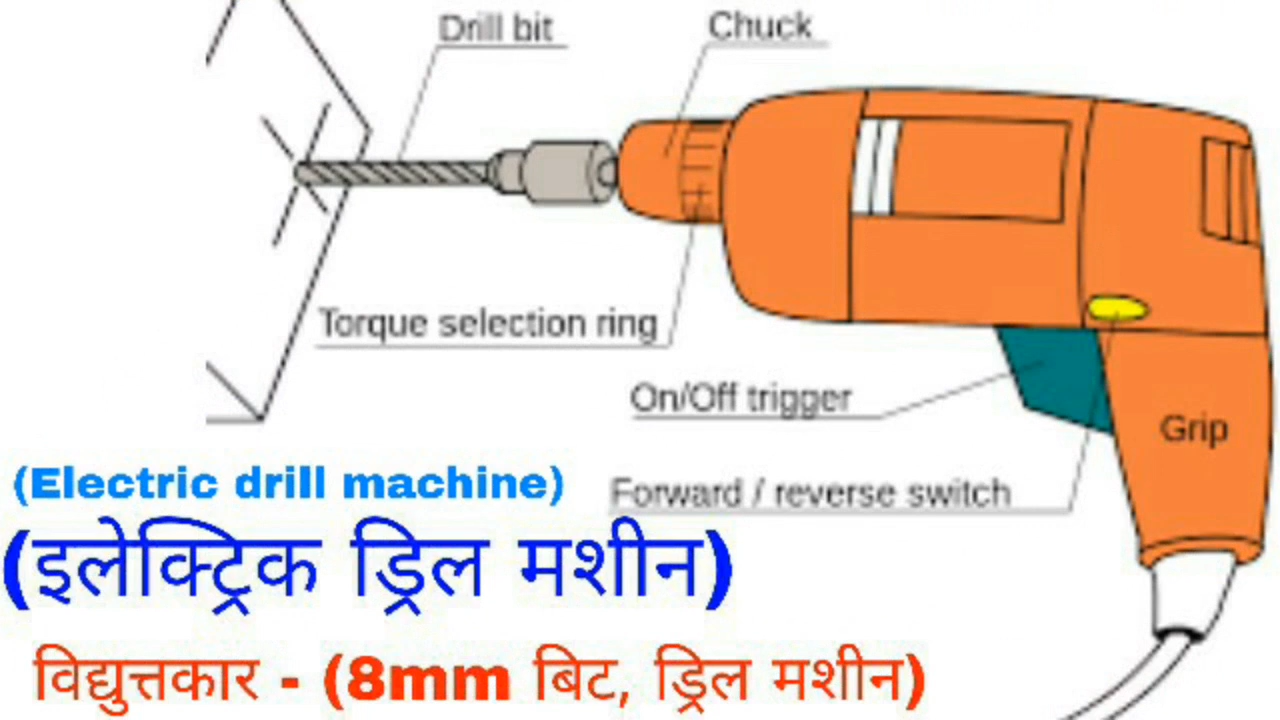 Drill bit
Chuck
Torque selection ring
On/Off trigger
Grip
Forward / reverse switch
(Electric drill machine)
(इलेक्ट्रिक ड्रिल मशीन)
विद्युत्तकार - (8mm बिट, ड्रिल मशीन)